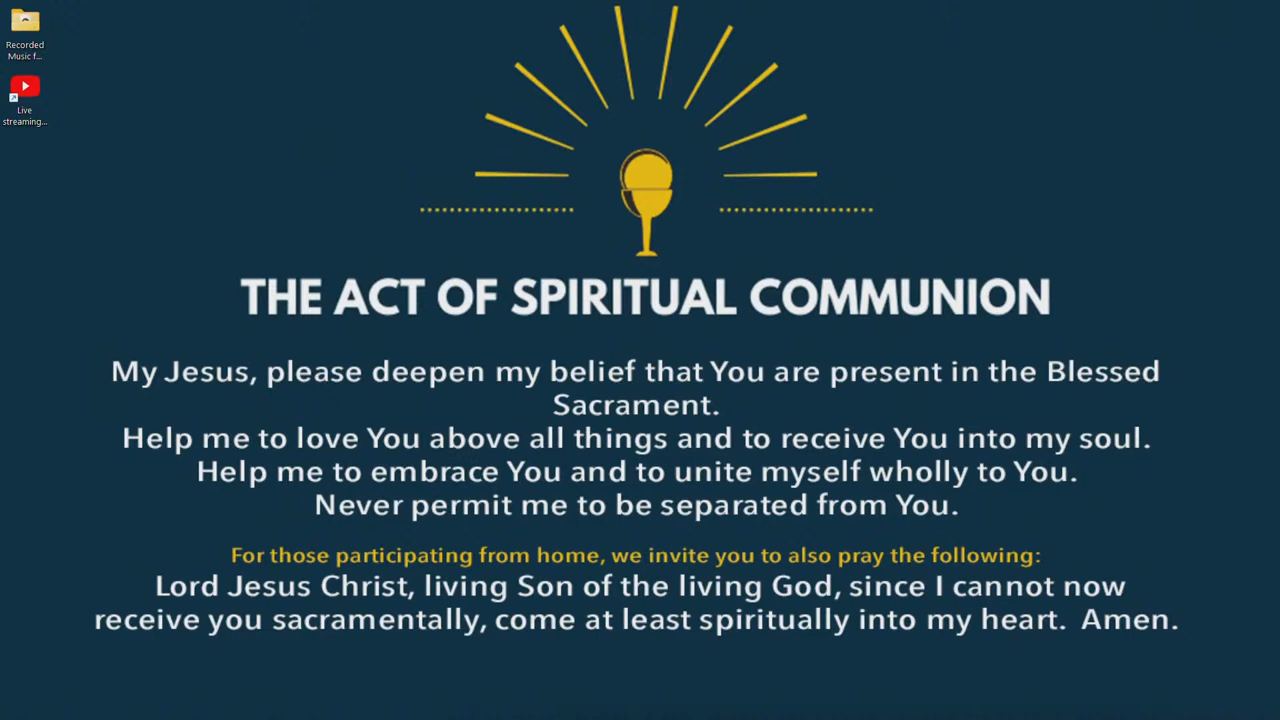 Recorded
Music f...
Live
streaming...
THE ACT OF SPIRITUAL COMMUNION
My Jesus, please deepen my belief that You are present in the Blessed
Sacrament.
Help me to love You above all things and to receive You into my soul.
Help me to embrace You and to unite myself wholly to You.
Never permit me to be separated from You.
For those participating from home, we invite you to also pray the following:
Lord Jesus Christ, living Son of the living God, since I cannot now
receive you sacramentally, come at least spiritually into my heart.  Amen.